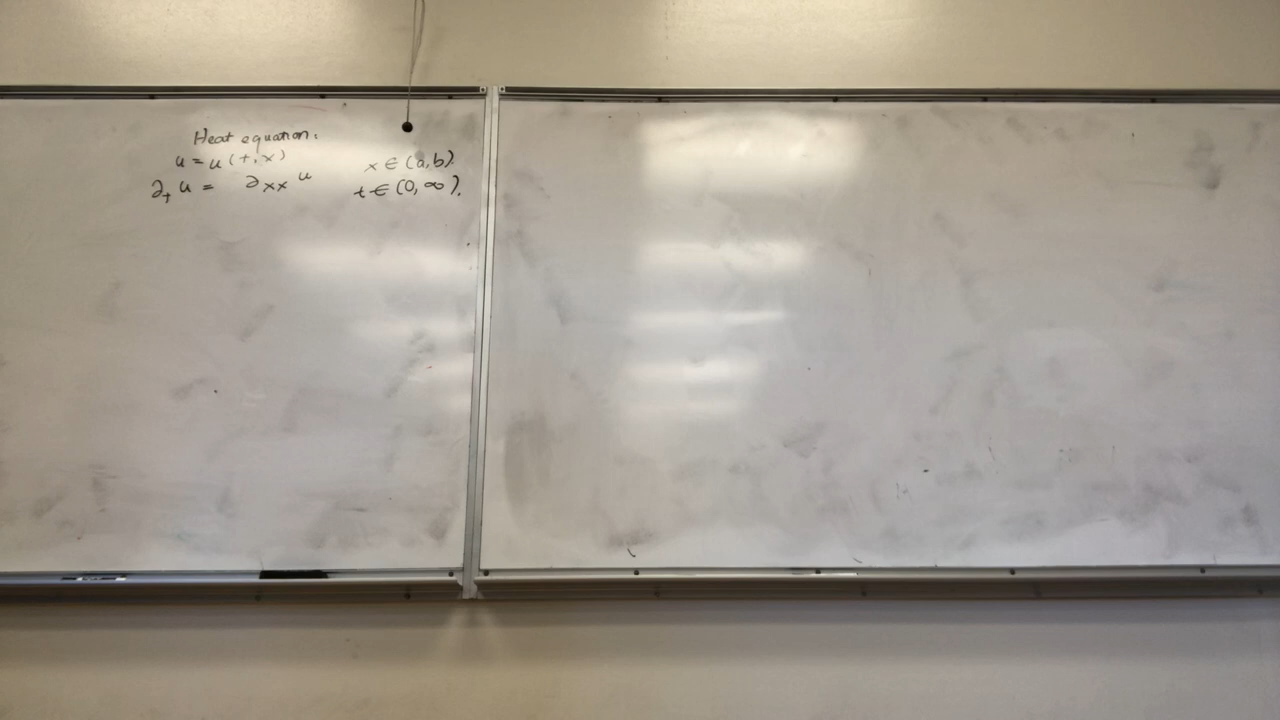 Heat equation:
u = u(t,x) x ∈ (a,b).
∂ₜ u = ∂ₓₓ u t ∈ (0,∞).